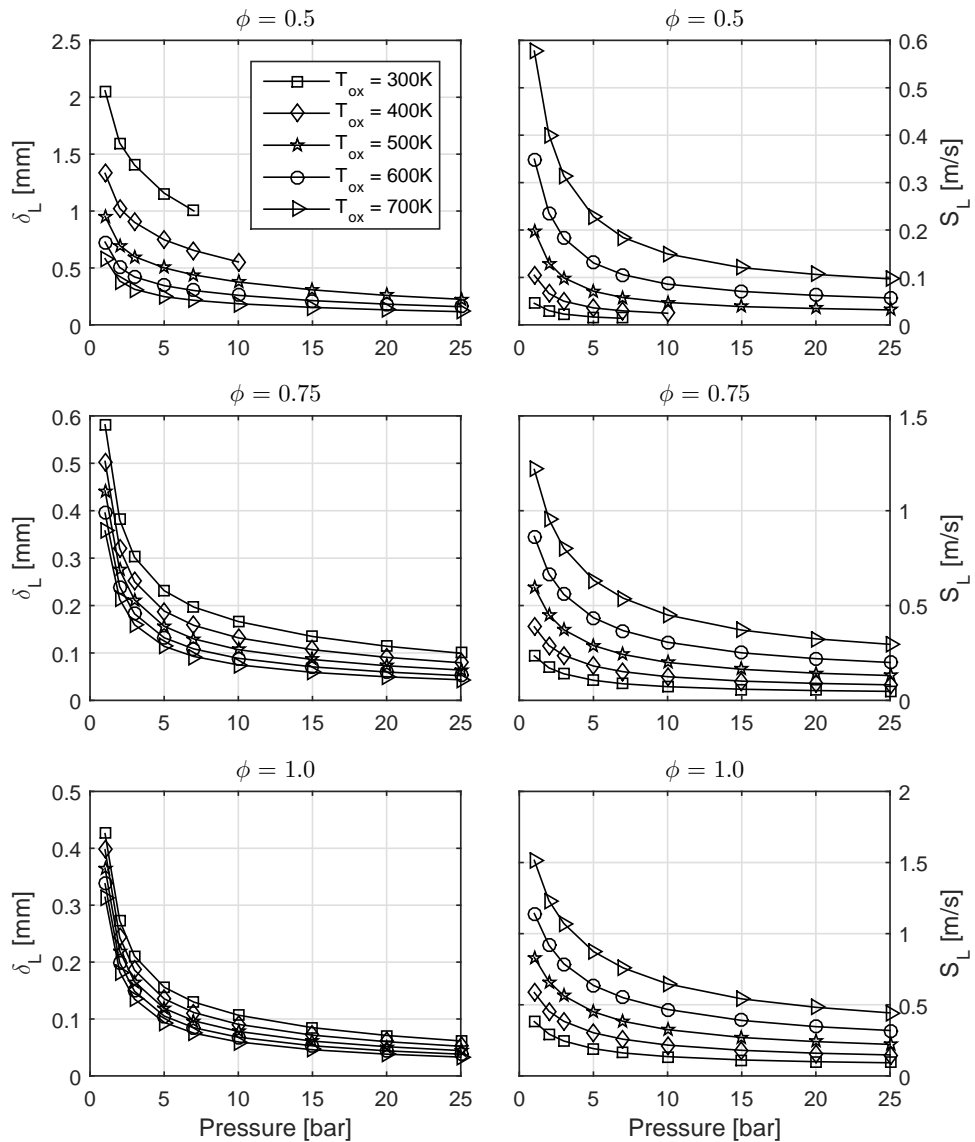 ϕ = 0.5
ϕ = 0.5
2.5
2
1.5
1
0.5
0
δ_L [mm]
0 5 10 15 20 25
T_ox = 300K
T_ox = 400K
T_ox = 500K
T_ox = 600K
T_ox = 700K
0.6
0.5
0.4
0.3
0.2
0.1
0
S_L [m/s]
0 5 10 15 20 25
ϕ = 0.75
ϕ = 0.75
0.6
0.5
0.4
0.3
0.2
0.1
0
δ_L [mm]
0 5 10 15 20 25
1.5
1
0.5
0
S_L [m/s]
0 5 10 15 20 25
ϕ = 1.0
ϕ = 1.0
0.5
0.4
0.3
0.2
0.1
0
δ_L [mm]
0 5 10 15 20 25
Pressure [bar]
2
1.5
1
0.5
0
S_L [m/s]
0 5 10 15 20 25
Pressure [bar]